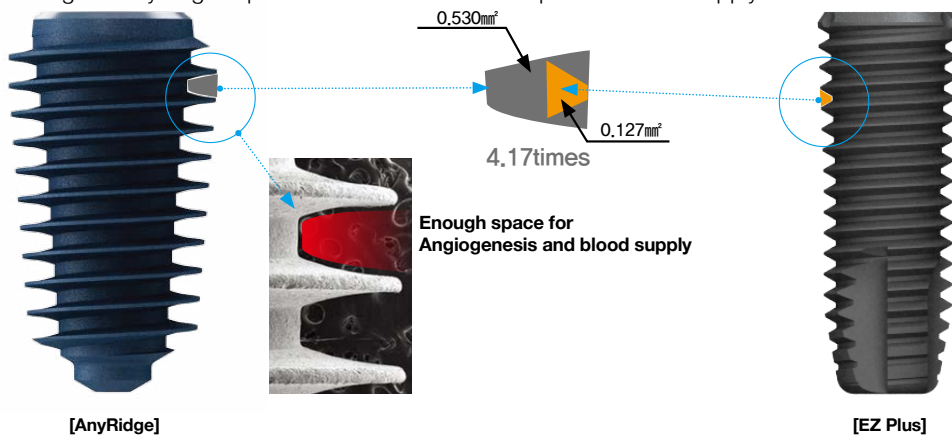 0.530mm²
0.127mm²
4.17times
Enough space for
Angiogenesis and blood supply
[AnyRidge]
[EZ Plus]